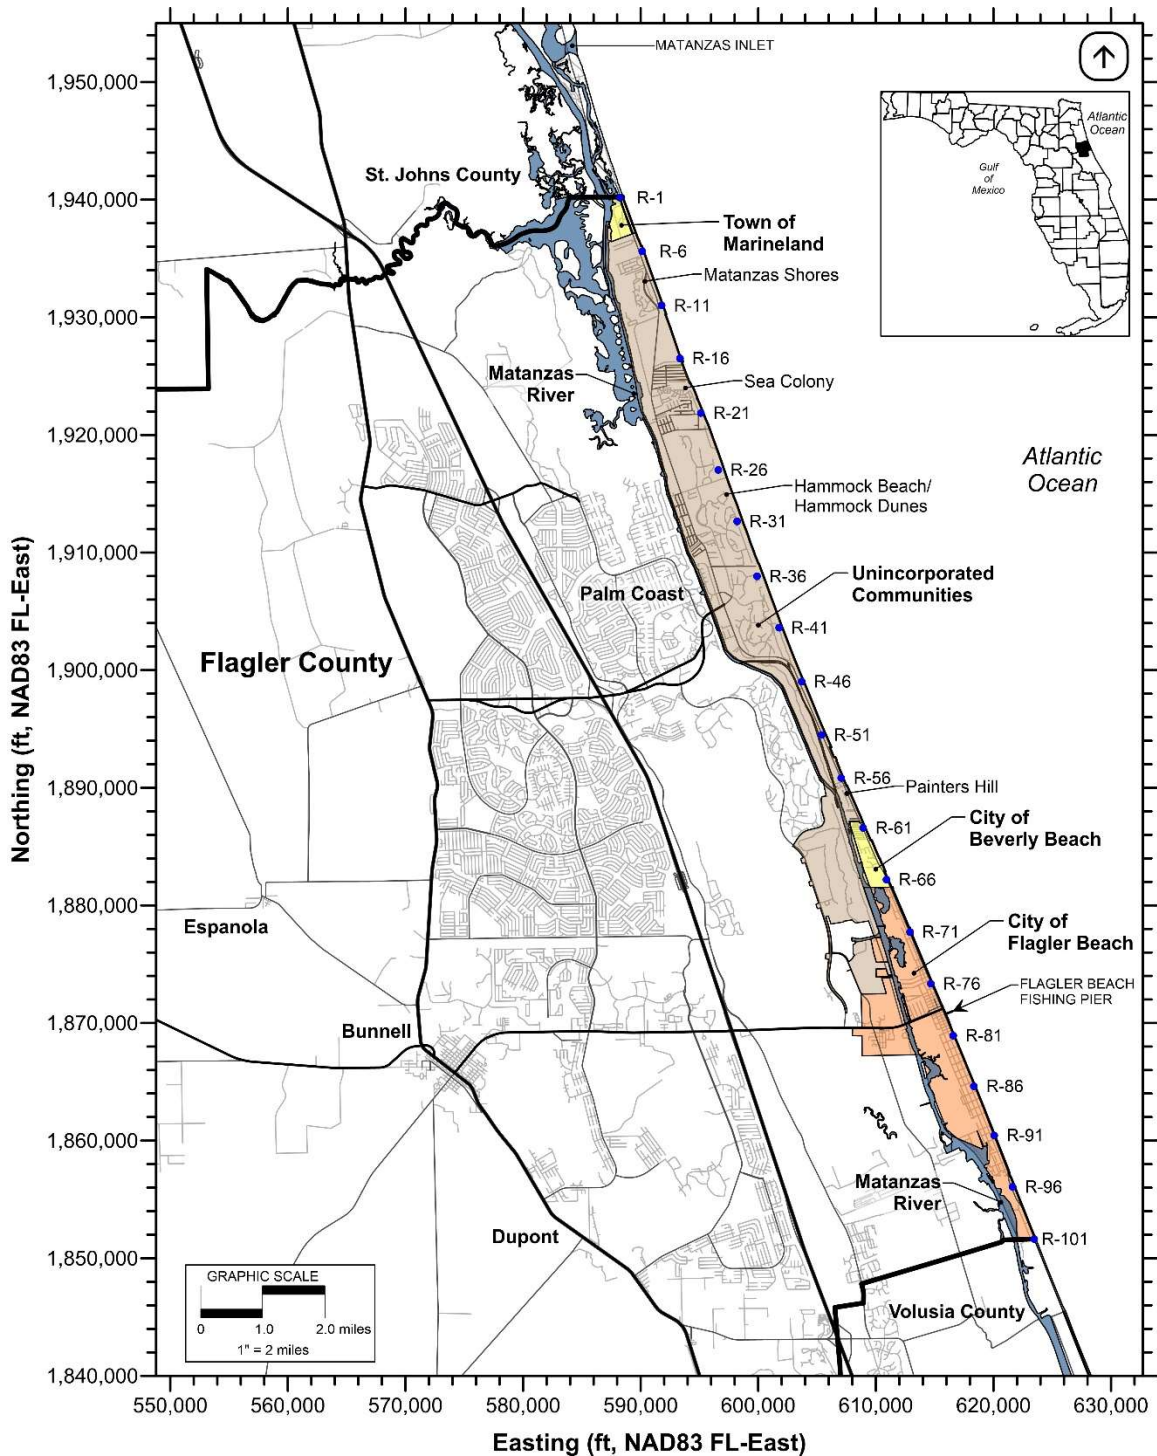 MATANZAS INLET
1,950,000
Atlantic
Ocean
Gulf
of
Mexico
St. Johns County
1,940,000
R-1
Town of
Marineland
R-6
Matanzas Shores
R-11
1,930,000
R-16
Matanzas
River
Sea Colony
R-21
1,920,000
R-26
Atlantic
Ocean
Hammock Beach/
Hammock Dunes
R-31
1,910,000
R-36
Unincorporated
Communities
Palm Coast
R-41
Flagler County
1,900,000
R-46
R-51
R-56
Painters Hill
1,890,000
R-61
City of
Beverly Beach
R-66
1,880,000
Espanola
R-71
City of
Flagler Beach
R-76
FLAGLER BEACH
FISHING PIER
1,870,000
Bunnell
R-81
R-86
1,860,000
R-91
Matanzas
River
R-96
Dupont
R-101
1,850,000
GRAPHIC SCALE
0 1.0 2.0 miles
1" = 2 miles
Volusia County
1,840,000
550,000 560,000 570,000 580,000 590,000 600,000 610,000 620,000 630,000
Easting (ft, NAD83 FL-East)
Northing (ft, NAD83 FL-East)